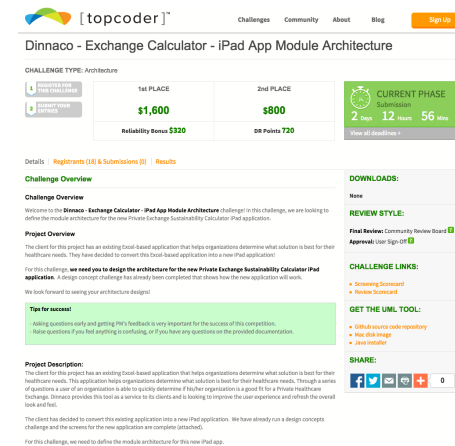 [topcoder]™
Challenges Community About Blog Sign Up
Dinnaco - Exchange Calculator - iPad App Module Architecture
CHALLENGE TYPE: Architecture
1 REGISTER FOR THIS CHALLENGE
2 SUBMIT YOUR ENTRIES
1st PLACE
$1,600
Reliability Bonus $320
2nd PLACE
$800
DR Points 720
CURRENT PHASE
Submission
2 Days 12 Hours 56 Mins
View all deadlines +
Details | Registrants (18) & Submissions (0) | Results
Challenge Overview
Challenge Overview
Welcome to the Dinnaco - Exchange Calculator - iPad App Module Architecture challenge! In this challenge, we are looking to
define the module architecture for the new Private Exchange Sustainability Calculator iPad application.
Project Overview
The client for this project has an existing Excel-based application that helps organizations determine what solution is best for their
healthcare needs. They have decided to convert this Excel-based application into a new iPad application!
For this challenge, we need to design the architecture for the new Private Exchange Sustainability Calculator iPad
application. A design concept challenge has already been completed that shows how the new application will work.
We look forward to seeing your architecture designs!
Tips for success!
- Asking questions early and getting PM's feedback is very important for the success of this competition.
- Raise questions if you feel anything is confusing, or if you have any questions on the provided documentation.
Project Description:
The client for this project has an existing Excel-based application that helps organizations determine what solution is best for their
healthcare needs. This application helps organizations determine what solution is best for their healthcare needs. Through a series
of questions a user of an organization is able to quickly determine if his/her organization is a good fit for a Private Healthcare
Exchange. Dinnaco provides this tool as a service to its clients and is looking to improve the user experience and refresh the overall
look and feel.
The client has decided to convert this existing application into a new iPad application. We have already run a design concepts
challenge and the screens for the new application are complete (attached).
For this challenge, we need to define the module architecture for this new iPad app.
DOWNLOADS:
None
REVIEW STYLE:
Final Review: Community Review Board ?
Approval: User Sign-Off ?
CHALLENGE LINKS:
Screening Scorecard
Review Scorecard
GET THE UML TOOL:
Github source code repository
Mac disk image
Java installer
SHARE:
0